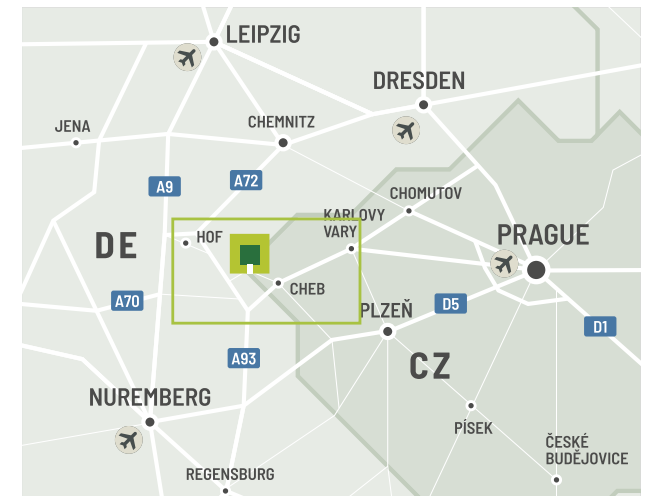 LEIPZIG
DRESDEN
JENA
CHEMNITZ
A9
A72
CHOMUTOV
KARLOVY
VARY
HOF
PRAGUE
DE
CHEB
A70
PLZEŇ
D5
D1
A93
CZ
NUREMBERG
PÍSEK
ČESKÉ
BUDĚJOVICE
REGENSBURG